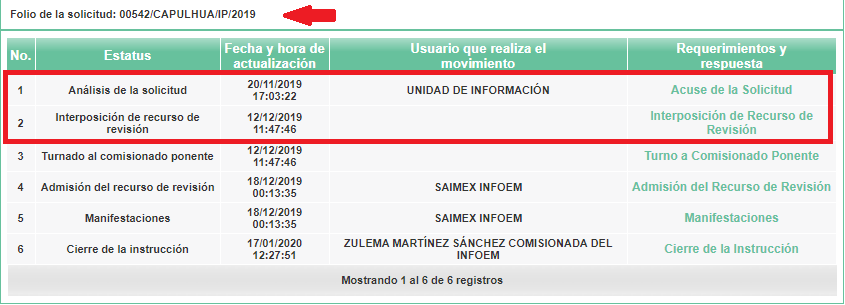 Folio de la solicitud: 00542/CAPULHUA/IP/2019
No. Estatus Fecha y hora de actualización Usuario que realiza el movimiento Requerimientos y respuesta
1 Análisis de la solicitud 20/11/2019 17:03:22 UNIDAD DE INFORMACIÓN Acuse de la Solicitud
2 Interposición de recurso de revisión 12/12/2019 11:47:46 Interposición de Recurso de Revisión
3 Turnado al comisionado ponente 12/12/2019 11:47:46 Turno a Comisionado Ponente
4 Admisión del recurso de revisión 18/12/2019 00:13:35 SAIMEX INFOEM Admisión del Recurso de Revisión
5 Manifestaciones 18/12/2019 00:13:35 SAIMEX INFOEM Manifestaciones
6 Cierre de la instrucción 17/01/2020 12:27:51 ZULEMA MARTÍNEZ SÁNCHEZ COMISIONADA DEL INFOEM Cierre de la Instrucción
Mostrando 1 al 6 de 6 registros